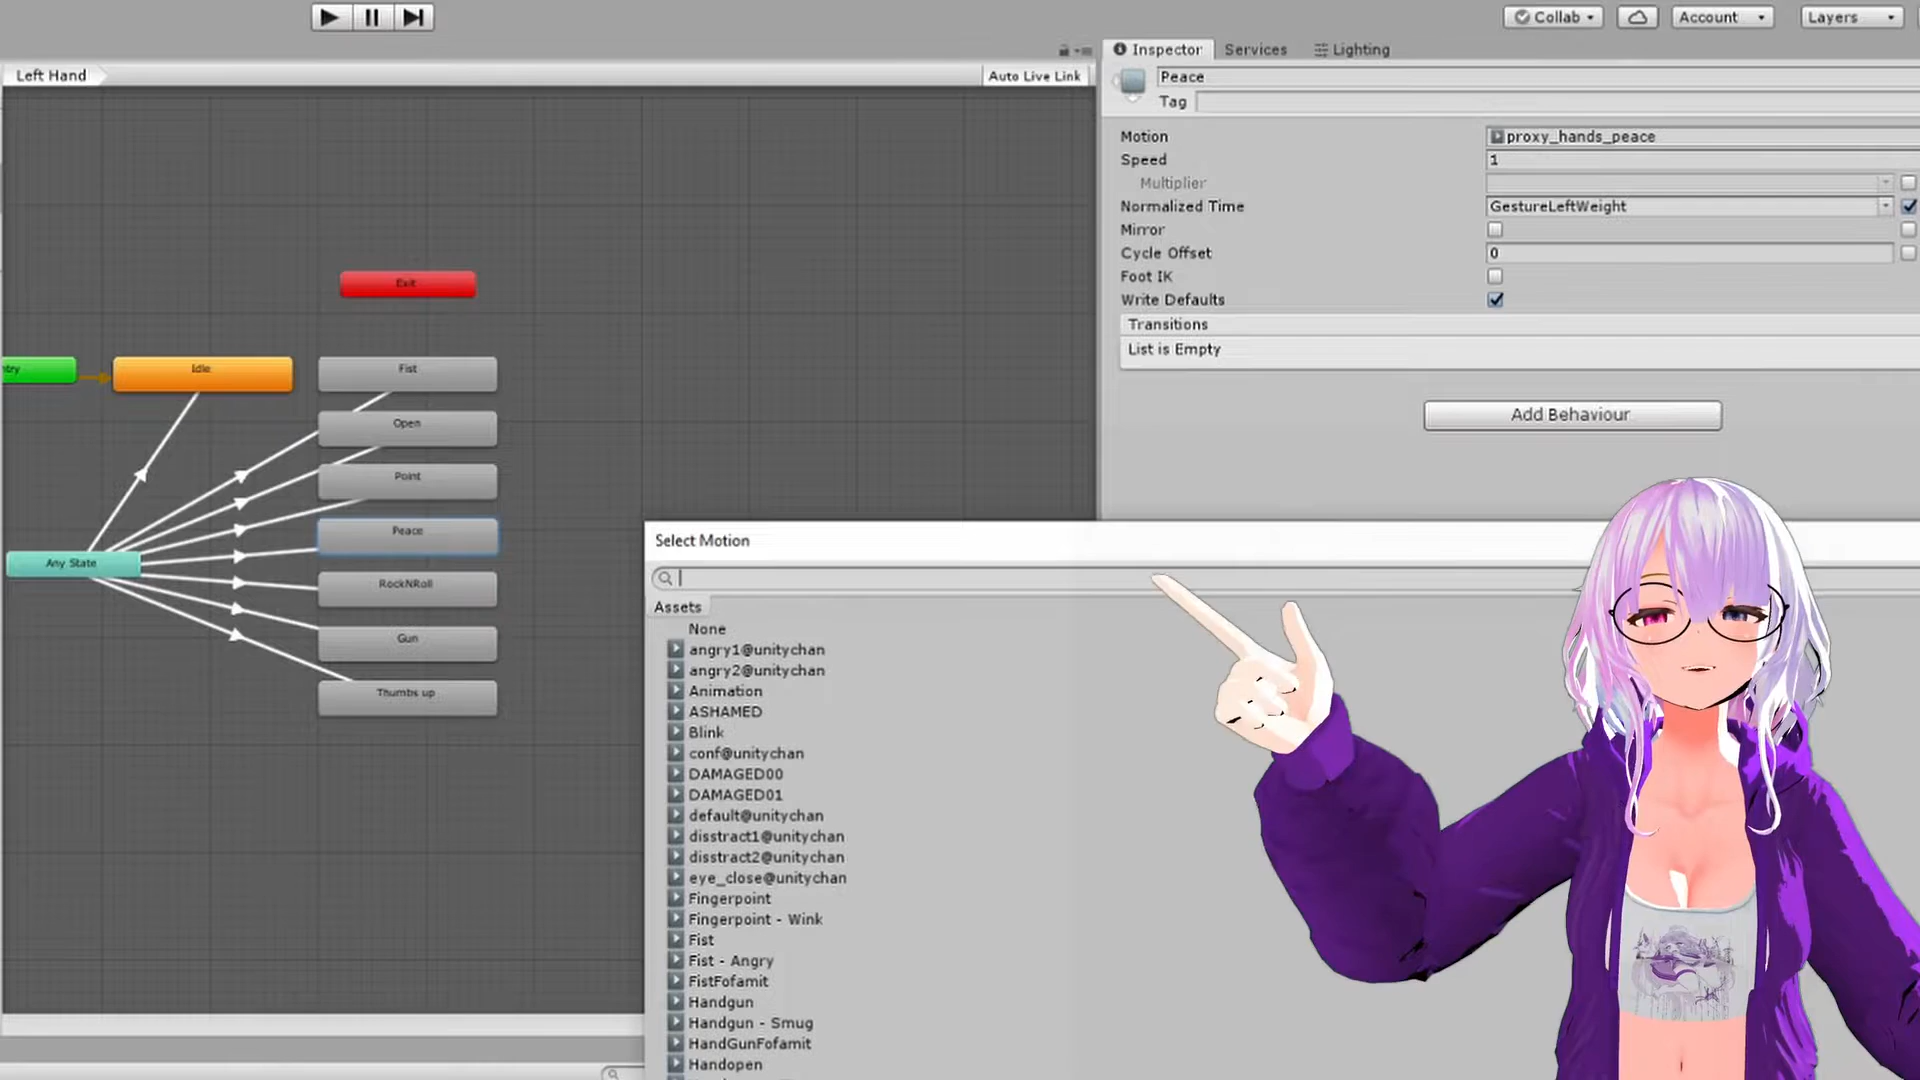 Collab
Account
Layers
Inspector
Services
Lighting
Left Hand
Auto Live Link
Peace
Tag
Motion
proxy_hands_peace
Speed
1
Multiplier
Normalized Time
GestureLeftWeight
Mirror
Cycle Offset
0
Foot IK
Write Defaults
Transitions
List is Empty
Add Behaviour
Exit
ntry
Idle
Fist
Open
Point
Peace
Any State
RockNRoll
Gun
Thumbs up
Select Motion
Assets
None
angry1@unitychan
angry2@unitychan
Animation
ASHAMED
Blink
conf@unitychan
DAMAGED00
DAMAGED01
default@unitychan
disstract1@unitychan
disstract2@unitychan
eye_close@unitychan
Fingerpoint
Fingerpoint - Wink
Fist
Fist - Angry
FistFofamit
Handgun
Handgun - Smug
HandGunFofamit
Handopen